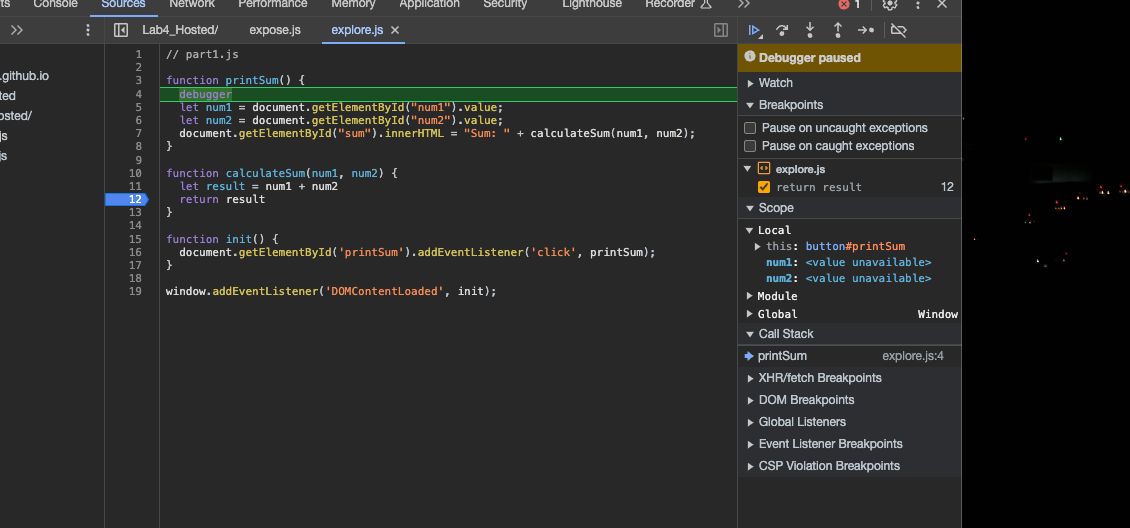 ts Console Sources Network Performance Memory Application Security Lighthouse Recorder 1
Lab4_Hosted/ expose.js explore.js
.github.io
ted
osted/
js
js
1 // part1.js
2
3 function printSum() {
4 debugger
5 let num1 = document.getElementById("num1").value;
6 let num2 = document.getElementById("num2").value;
7 document.getElementById("sum").innerHTML = "Sum: " + calculateSum(num1, num2);
8 }
9
10 function calculateSum(num1, num2) {
11 let result = num1 + num2
12 return result
13 }
14
15 function init() {
16 document.getElementById('printSum').addEventListener('click', printSum);
17 }
18
19 window.addEventListener('DOMContentLoaded', init);
Debugger paused
Watch
Breakpoints
Pause on uncaught exceptions
Pause on caught exceptions
explore.js
return result 12
Scope
Local
this: button#printSum
num1: <value unavailable>
num2: <value unavailable>
Module
Global Window
Call Stack
printSum explore.js:4
XHR/fetch Breakpoints
DOM Breakpoints
Global Listeners
Event Listener Breakpoints
CSP Violation Breakpoints